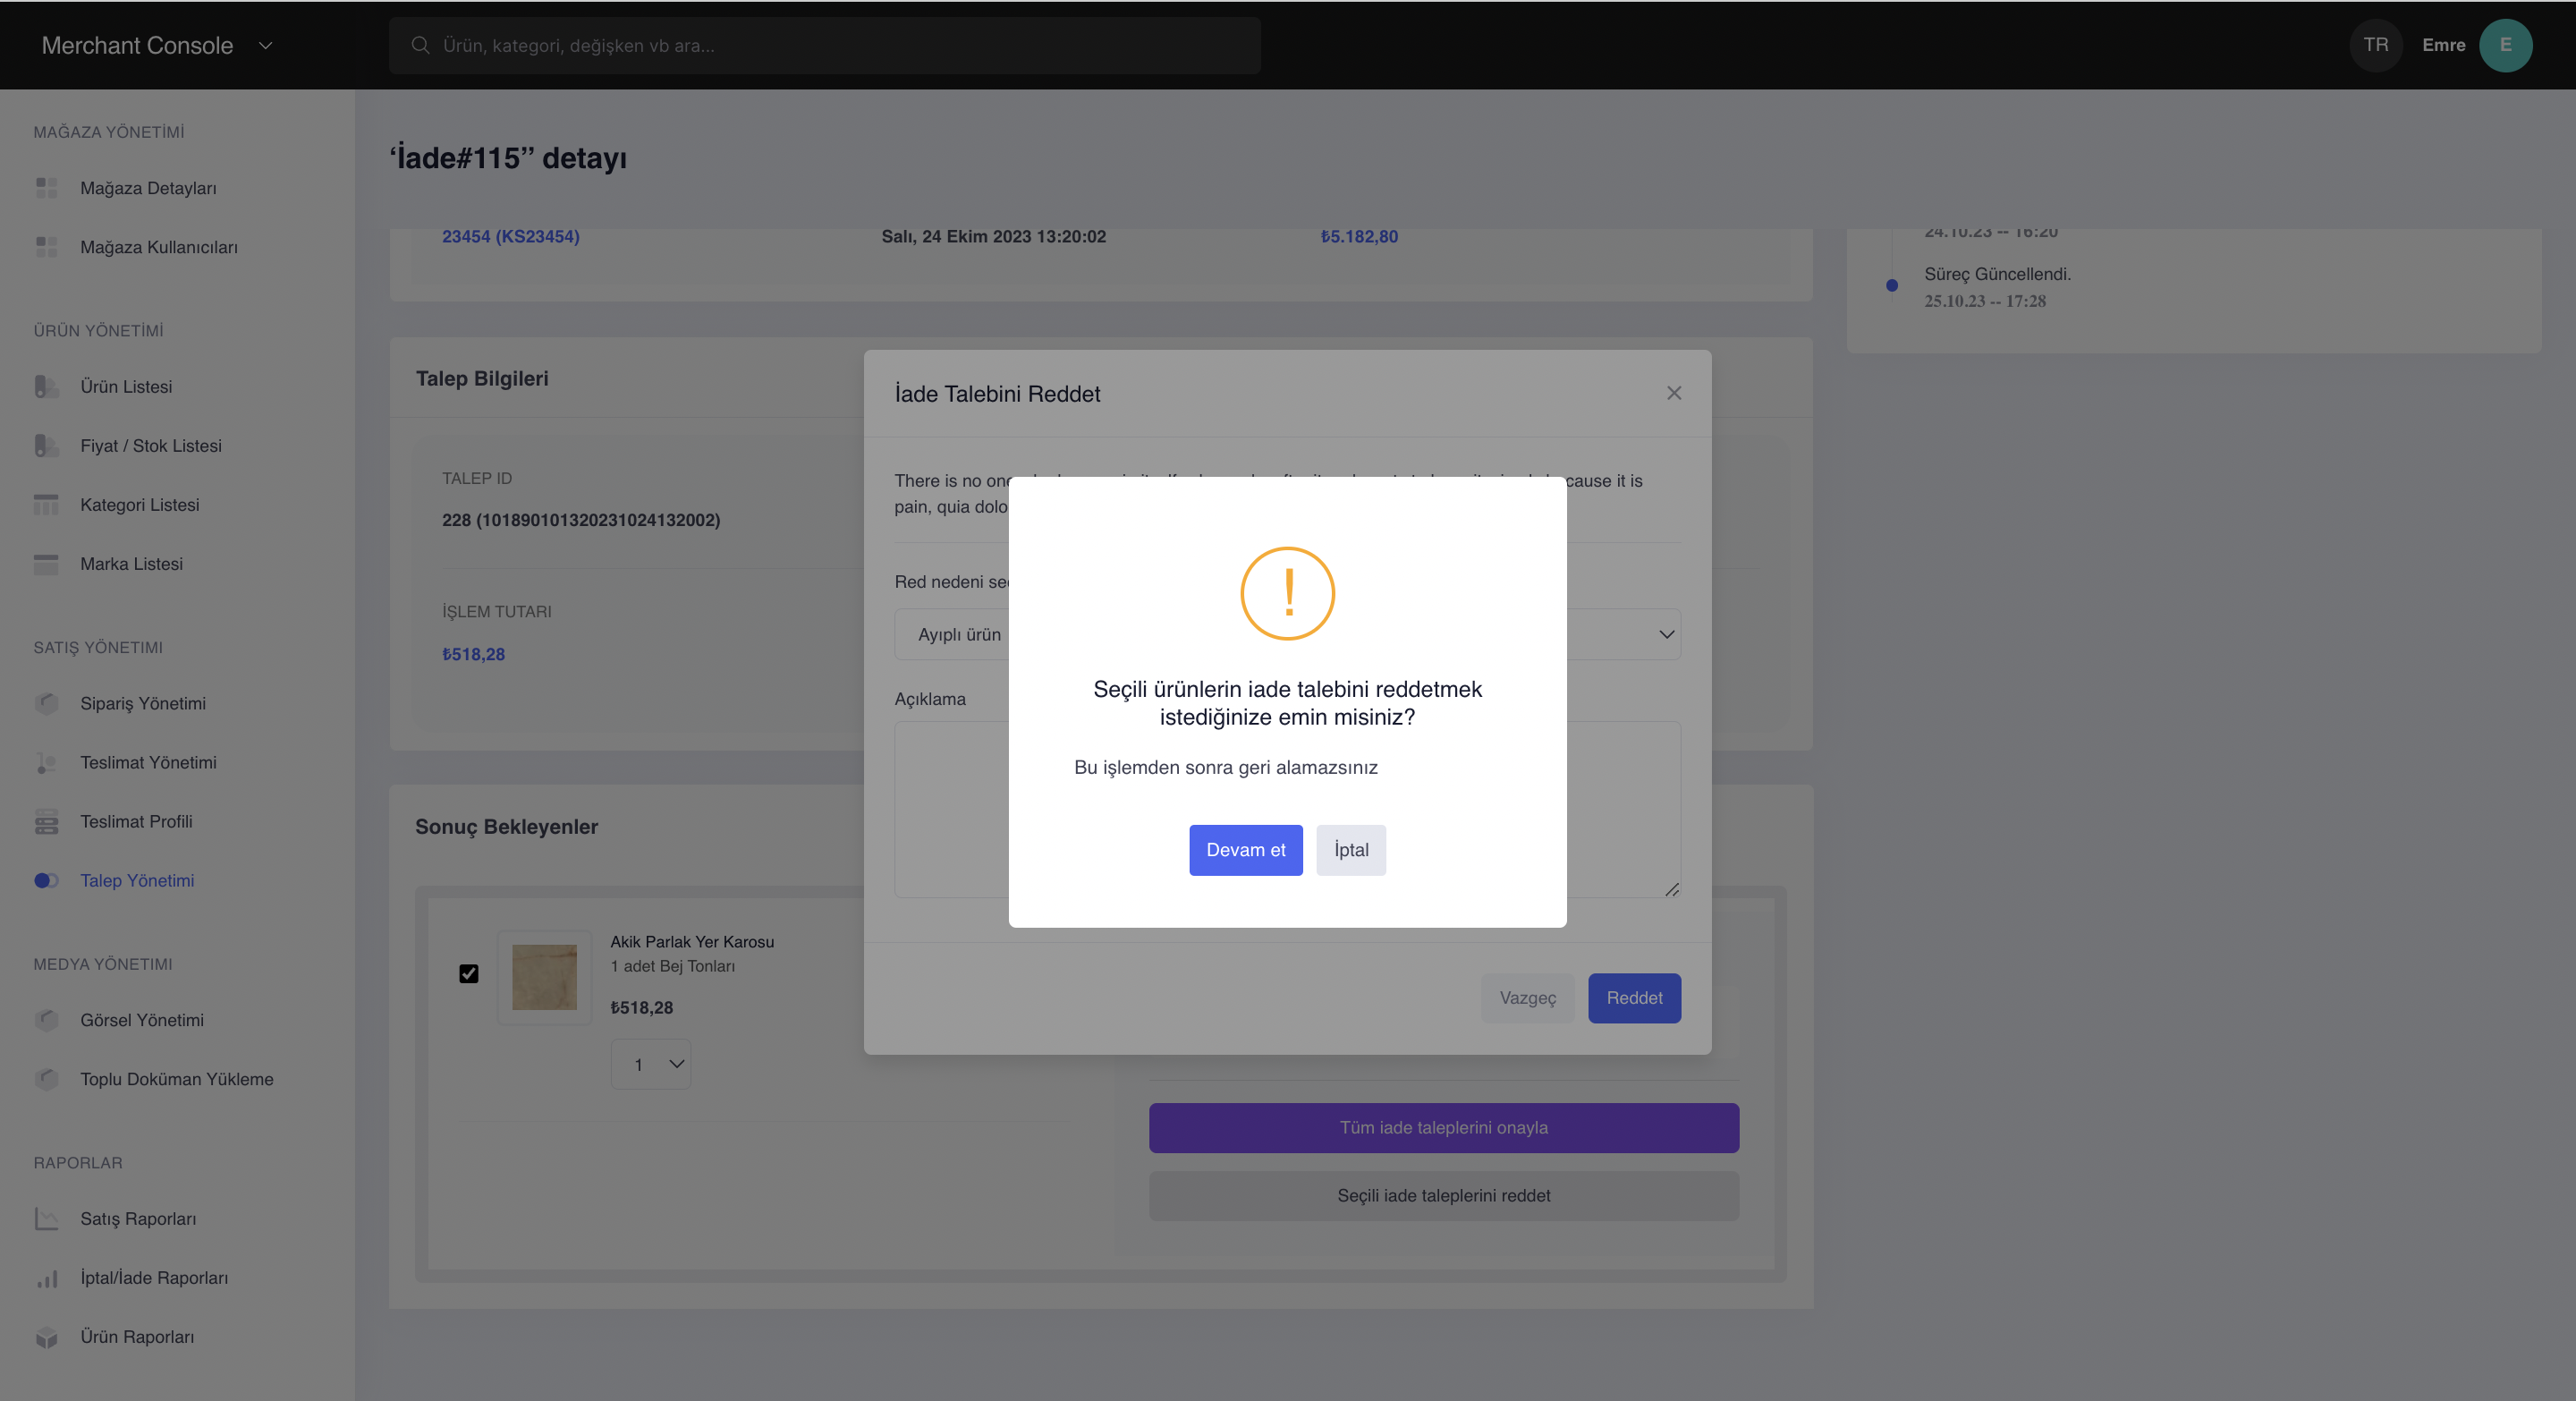 Merchant Console
Ürün, kategori, değişken vb ara...
TR
Emre
E
MAĞAZA YÖNETİMİ
Mağaza Detayları
Mağaza Kullanıcıları
ÜRÜN YÖNETİMİ
Ürün Listesi
Fiyat / Stok Listesi
Kategori Listesi
Marka Listesi
SATIŞ YÖNETIMI
Sipariş Yönetimi
Teslimat Yönetimi
Teslimat Profili
Talep Yönetimi
MEDYA YÖNETIMI
Görsel Yönetimi
Toplu Doküman Yükleme
RAPORLAR
Satış Raporları
İptal/İade Raporları
Ürün Raporları
‘İade#115” detayı
23454 (KS23454)
Salı, 24 Ekim 2023 13:20:02
₺5.182,80
24.10.23 -- 16:20
Süreç Güncellendi.
25.10.23 -- 17:28
Talep Bilgileri
TALEP ID
228 (101890101320231024132002)
İŞLEM TUTARI
₺518,28
İade Talebini Reddet
There is no one cause it is
pain, quia dolo
Red nedeni
Ayıplı ürün
Açıklama
Seçili ürünlerin iade talebini reddetmek
istediğinize emin misiniz?
Bu işlemden sonra geri alamazsınız
Devam et
İptal
Vazgeç
Reddet
Sonuç Bekleyenler
Akik Parlak Yer Karosu
1 adet Bej Tonları
₺518,28
1
Tüm iade taleplerini onayla
Seçili iade taleplerini reddet